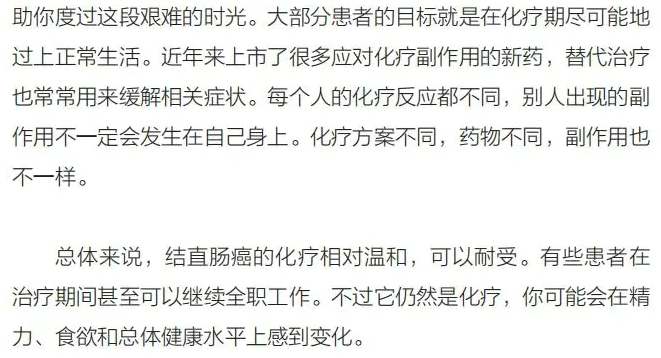 助你度过这段艰难的时光。大部分患者的目标就是在化疗期尽可能地
过上正常生活。近年来上市了很多应对化疗副作用的新药，替代治疗
也常常用来缓解相关症状。每个人的化疗反应都不同，别人出现的副
作用不一定会发生在自己身上。化疗方案不同，药物不同，副作用也
不一样。
总体来说，结直肠癌的化疗相对温和，可以耐受。有些患者在
治疗期间甚至可以继续全职工作。不过它仍然是化疗，你可能会在精
力、食欲和总体健康水平上感到变化。